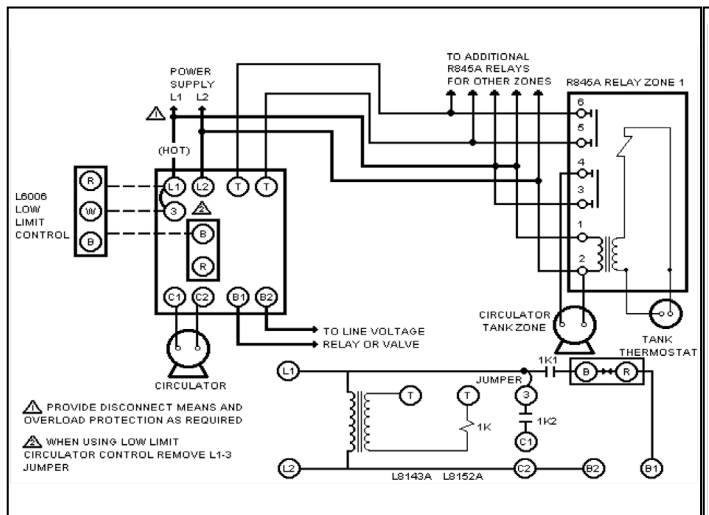 TO ADDITIONAL
R845A RELAYS
FOR OTHER ZONES
R845A RELAY ZONE 1
POWER
SUPPLY
L1 L2
1
(HOT)
6
5
4
3
1
2
L6006
LOW
LIMIT
CONTROL
R
W
B
L1 L2 T T
3
2
B
R
C1 C2 B1 B2
TO LINE VOLTAGE
RELAY OR VALVE
CIRCULATOR
CIRCULATOR
TANK ZONE
TANK
THERMOSTAT
L1
JUMPER
1K1
B R
T T
3
1K
1K2
C1
L2
C2 B2 B1
L8143A L8152A
1 PROVIDE DISCONNECT MEANS AND
OVERLOAD PROTECTION AS REQUIRED
2 WHEN USING LOW LIMIT
CIRCULATOR CONTROL REMOVE L1-3
JUMPER